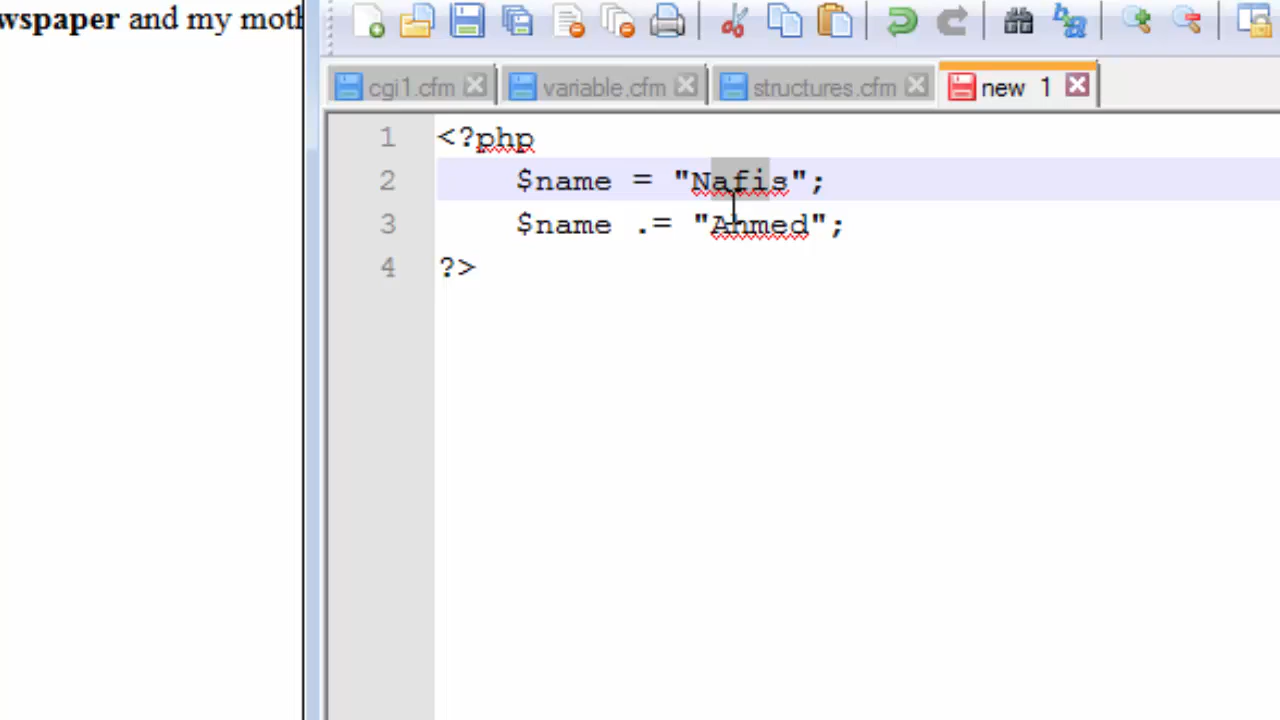 wspaper and my moth
cgi1.cfm variable.cfm structures.cfm new 1
1 <?php
2 $name = "Nafis";
3 $name .= "Ahmed";
4 ?>